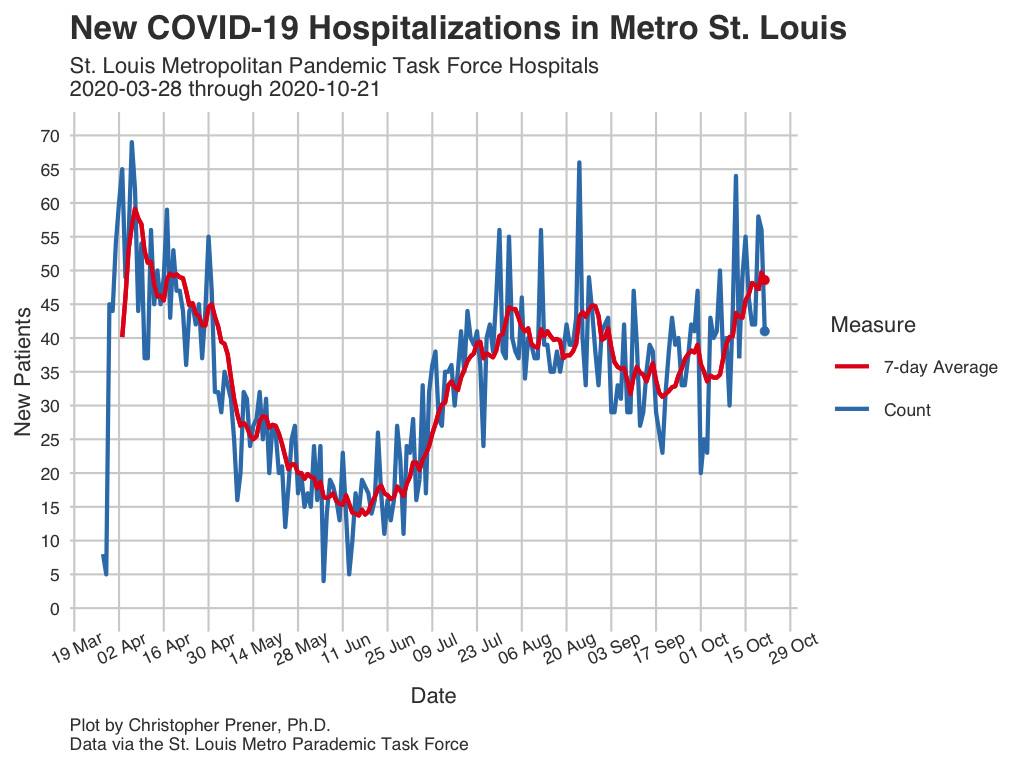 New COVID-19 Hospitalizations in Metro St. Louis
St. Louis Metropolitan Pandemic Task Force Hospitals
2020-03-28 through 2020-10-21
70
65
60
55
50
45
40
35
30
25
20
15
10
5
0
New Patients
19 Mar
02 Apr
16 Apr
30 Apr
14 May
28 May
11 Jun
25 Jun
09 Jul
23 Jul
06 Aug
20 Aug
03 Sep
17 Sep
01 Oct
15 Oct
29 Oct
Date
Measure
7-day Average
Count
Plot by Christopher Prener, Ph.D.
Data via the St. Louis Metro Parademic Task Force